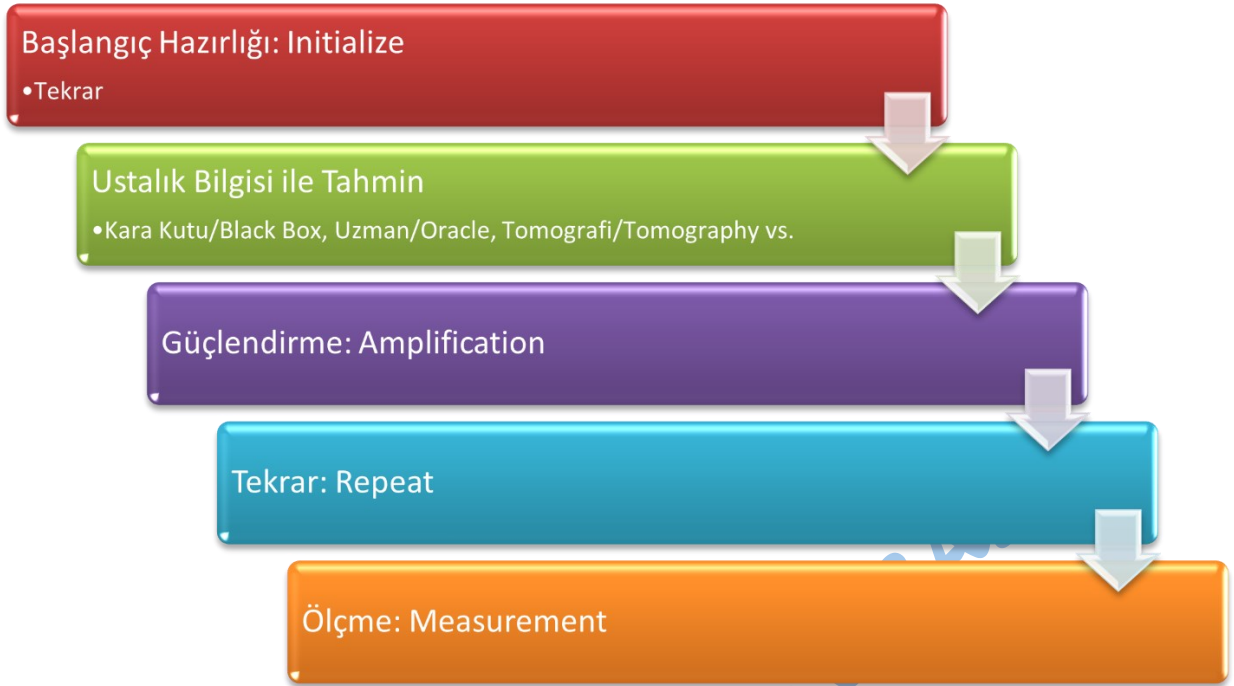 Başlangıç Hazırlığı: Initialize
•Tekrar
Ustalık Bilgisi ile Tahmin
•Kara Kutu/Black Box, Uzman/Oracle, Tomografi/Tomography vs.
Güçlendirme: Amplification
Tekrar: Repeat
Ölçme: Measurement